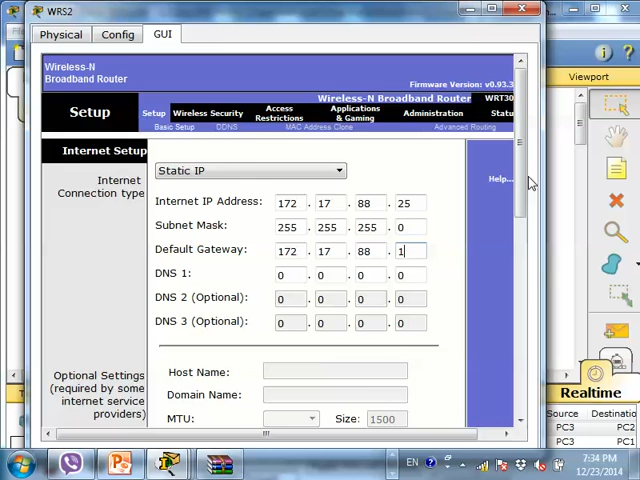 WRS2
Physical Config GUI
Wireless-N
Broadband Router
Firmware Version: v0.93.3
Wireless-N Broadband Router WRT30
Setup
Setup Wireless Security Access Restrictions Applications & Gaming Administration Statu
Basic Setup DDNS MAC Address Clone Advanced Routing
Internet Setup
Internet Connection type
Static IP
Help...
Internet IP Address: 172 . 17 . 88 . 25
Subnet Mask: 255 . 255 . 255 . 0
Default Gateway: 172 . 17 . 88 . 1
DNS 1: 0 . 0 . 0 . 0
DNS 2 (Optional): 0 . 0 . 0 . 0
DNS 3 (Optional): 0 . 0 . 0 . 0
Optional Settings
(required by some
internet service
providers)
Host Name:
Domain Name:
MTU: Size: 1500
Viewport
Realtime
Source Destinatio
PC3 PC2
PC3 PC1
EN
7:34 PM
12/23/2014